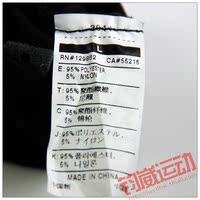 L
RN#129882 CA#56215
E: 95% POLYESTER
5% NYLON
T: 95% 聚酯纖維
5% 尼龍
C: 95% 聚酯纤维
5% 锦纶
J: 95% ポリエステル
5% ナイロン
K: 95% 폴리에스터
5% 나일론
MADE IN CHINA